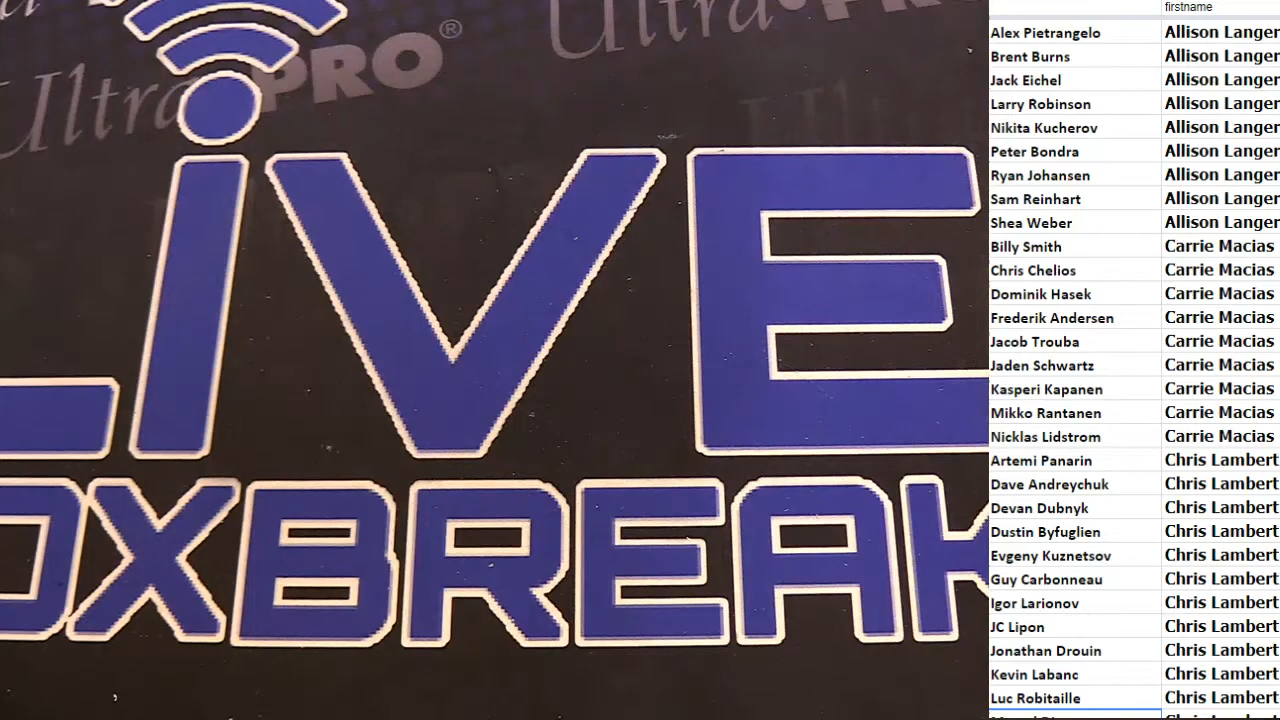 Ultra PRO®
Ultra PRO
LiVE
OXBREAK
firstname
Alex Pietrangelo Allison Langer
Brent Burns Allison Langer
Jack Eichel Allison Langer
Larry Robinson Allison Langer
Nikita Kucherov Allison Langer
Peter Bondra Allison Langer
Ryan Johansen Allison Langer
Sam Reinhart Allison Langer
Shea Weber Allison Langer
Billy Smith Carrie Macias
Chris Chelios Carrie Macias
Dominik Hasek Carrie Macias
Frederik Andersen Carrie Macias
Jacob Trouba Carrie Macias
Jaden Schwartz Carrie Macias
Kasperi Kapanen Carrie Macias
Mikko Rantanen Carrie Macias
Nicklas Lidstrom Carrie Macias
Artemi Panarin Chris Lambert
Dave Andreychuk Chris Lambert
Devan Dubnyk Chris Lambert
Dustin Byfuglien Chris Lambert
Evgeny Kuznetsov Chris Lambert
Guy Carbonneau Chris Lambert
Igor Larionov Chris Lambert
JC Lipon Chris Lambert
Jonathan Drouin Chris Lambert
Kevin Labanc Chris Lambert
Luc Robitaille Chris Lambert